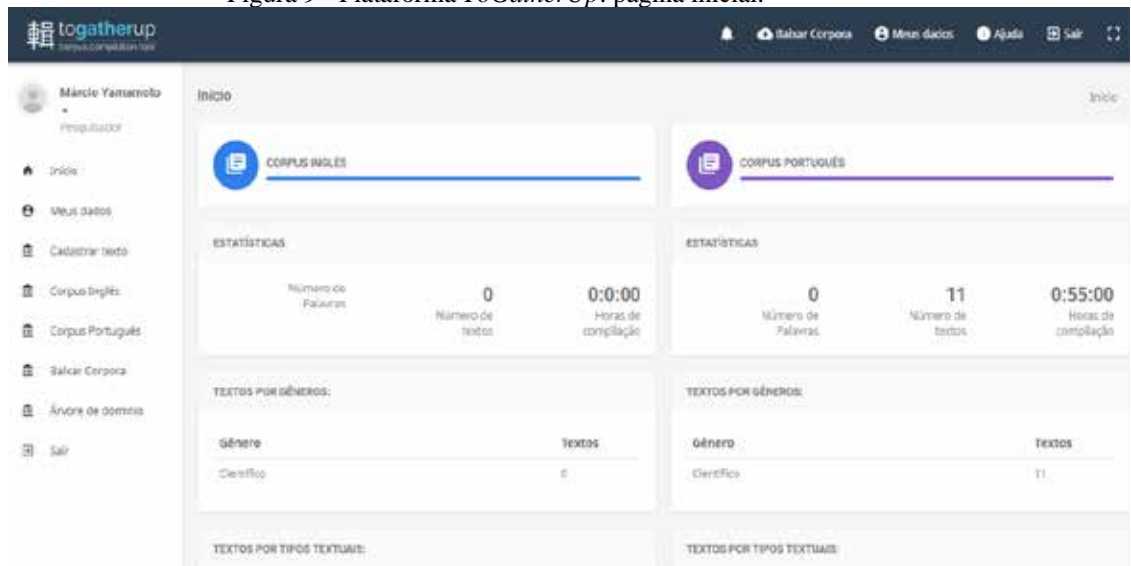 Figura 9 - Plataforma ToGatherUp: página inicial.
輯 togatherup
corpus compilation tool
Baixar Corpora
Meus dados
Ajuda
Sair
Márcio Yamamoto
Pesquisador
Início
Meus dados
Cadastrar texto
Corpus Inglês
Corpus Português
Baixar Corpora
Árvore de domínio
Sair
Início
Início
CORPUS INGLÊS
ESTATÍSTICAS
Número de
Palavras
0
Número de
textos
0:0:00
Horas de
compilação
TEXTOS POR GÊNEROS:
Gênero Textos
Científico 0
TEXTOS POR TIPOS TEXTUAIS:
CORPUS PORTUGUÊS
ESTATÍSTICAS
0
Número de
Palavras
11
Número de
textos
0:55:00
Horas de
compilação
TEXTOS POR GÊNEROS:
Gênero Textos
Científico 11
TEXTOS POR TIPOS TEXTUAIS: